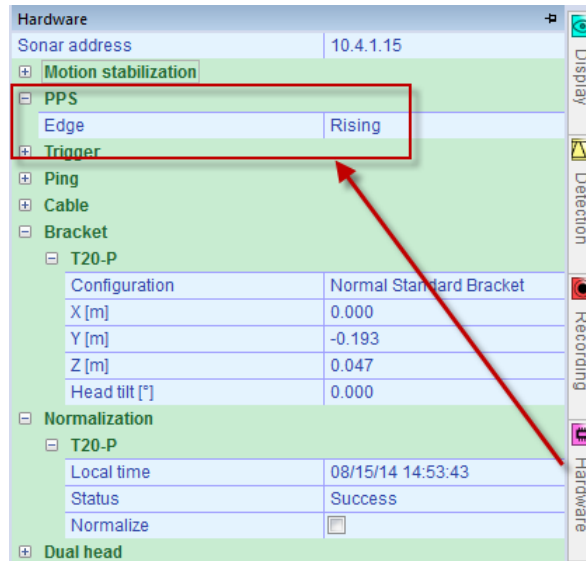 Hardware
Sonar address 10.4.1.15
Motion stabilization
PPS
Edge Rising
Trigger
Ping
Cable
Bracket
T20-P
Configuration Normal Standard Bracket
X [m] 0.000
Y [m] -0.193
Z [m] 0.047
Head tilt [°] 0.000
Normalization
T20-P
Local time 08/15/14 14:53:43
Status Success
Normalize
Dual head
Display
Detection
Recording
Hardware